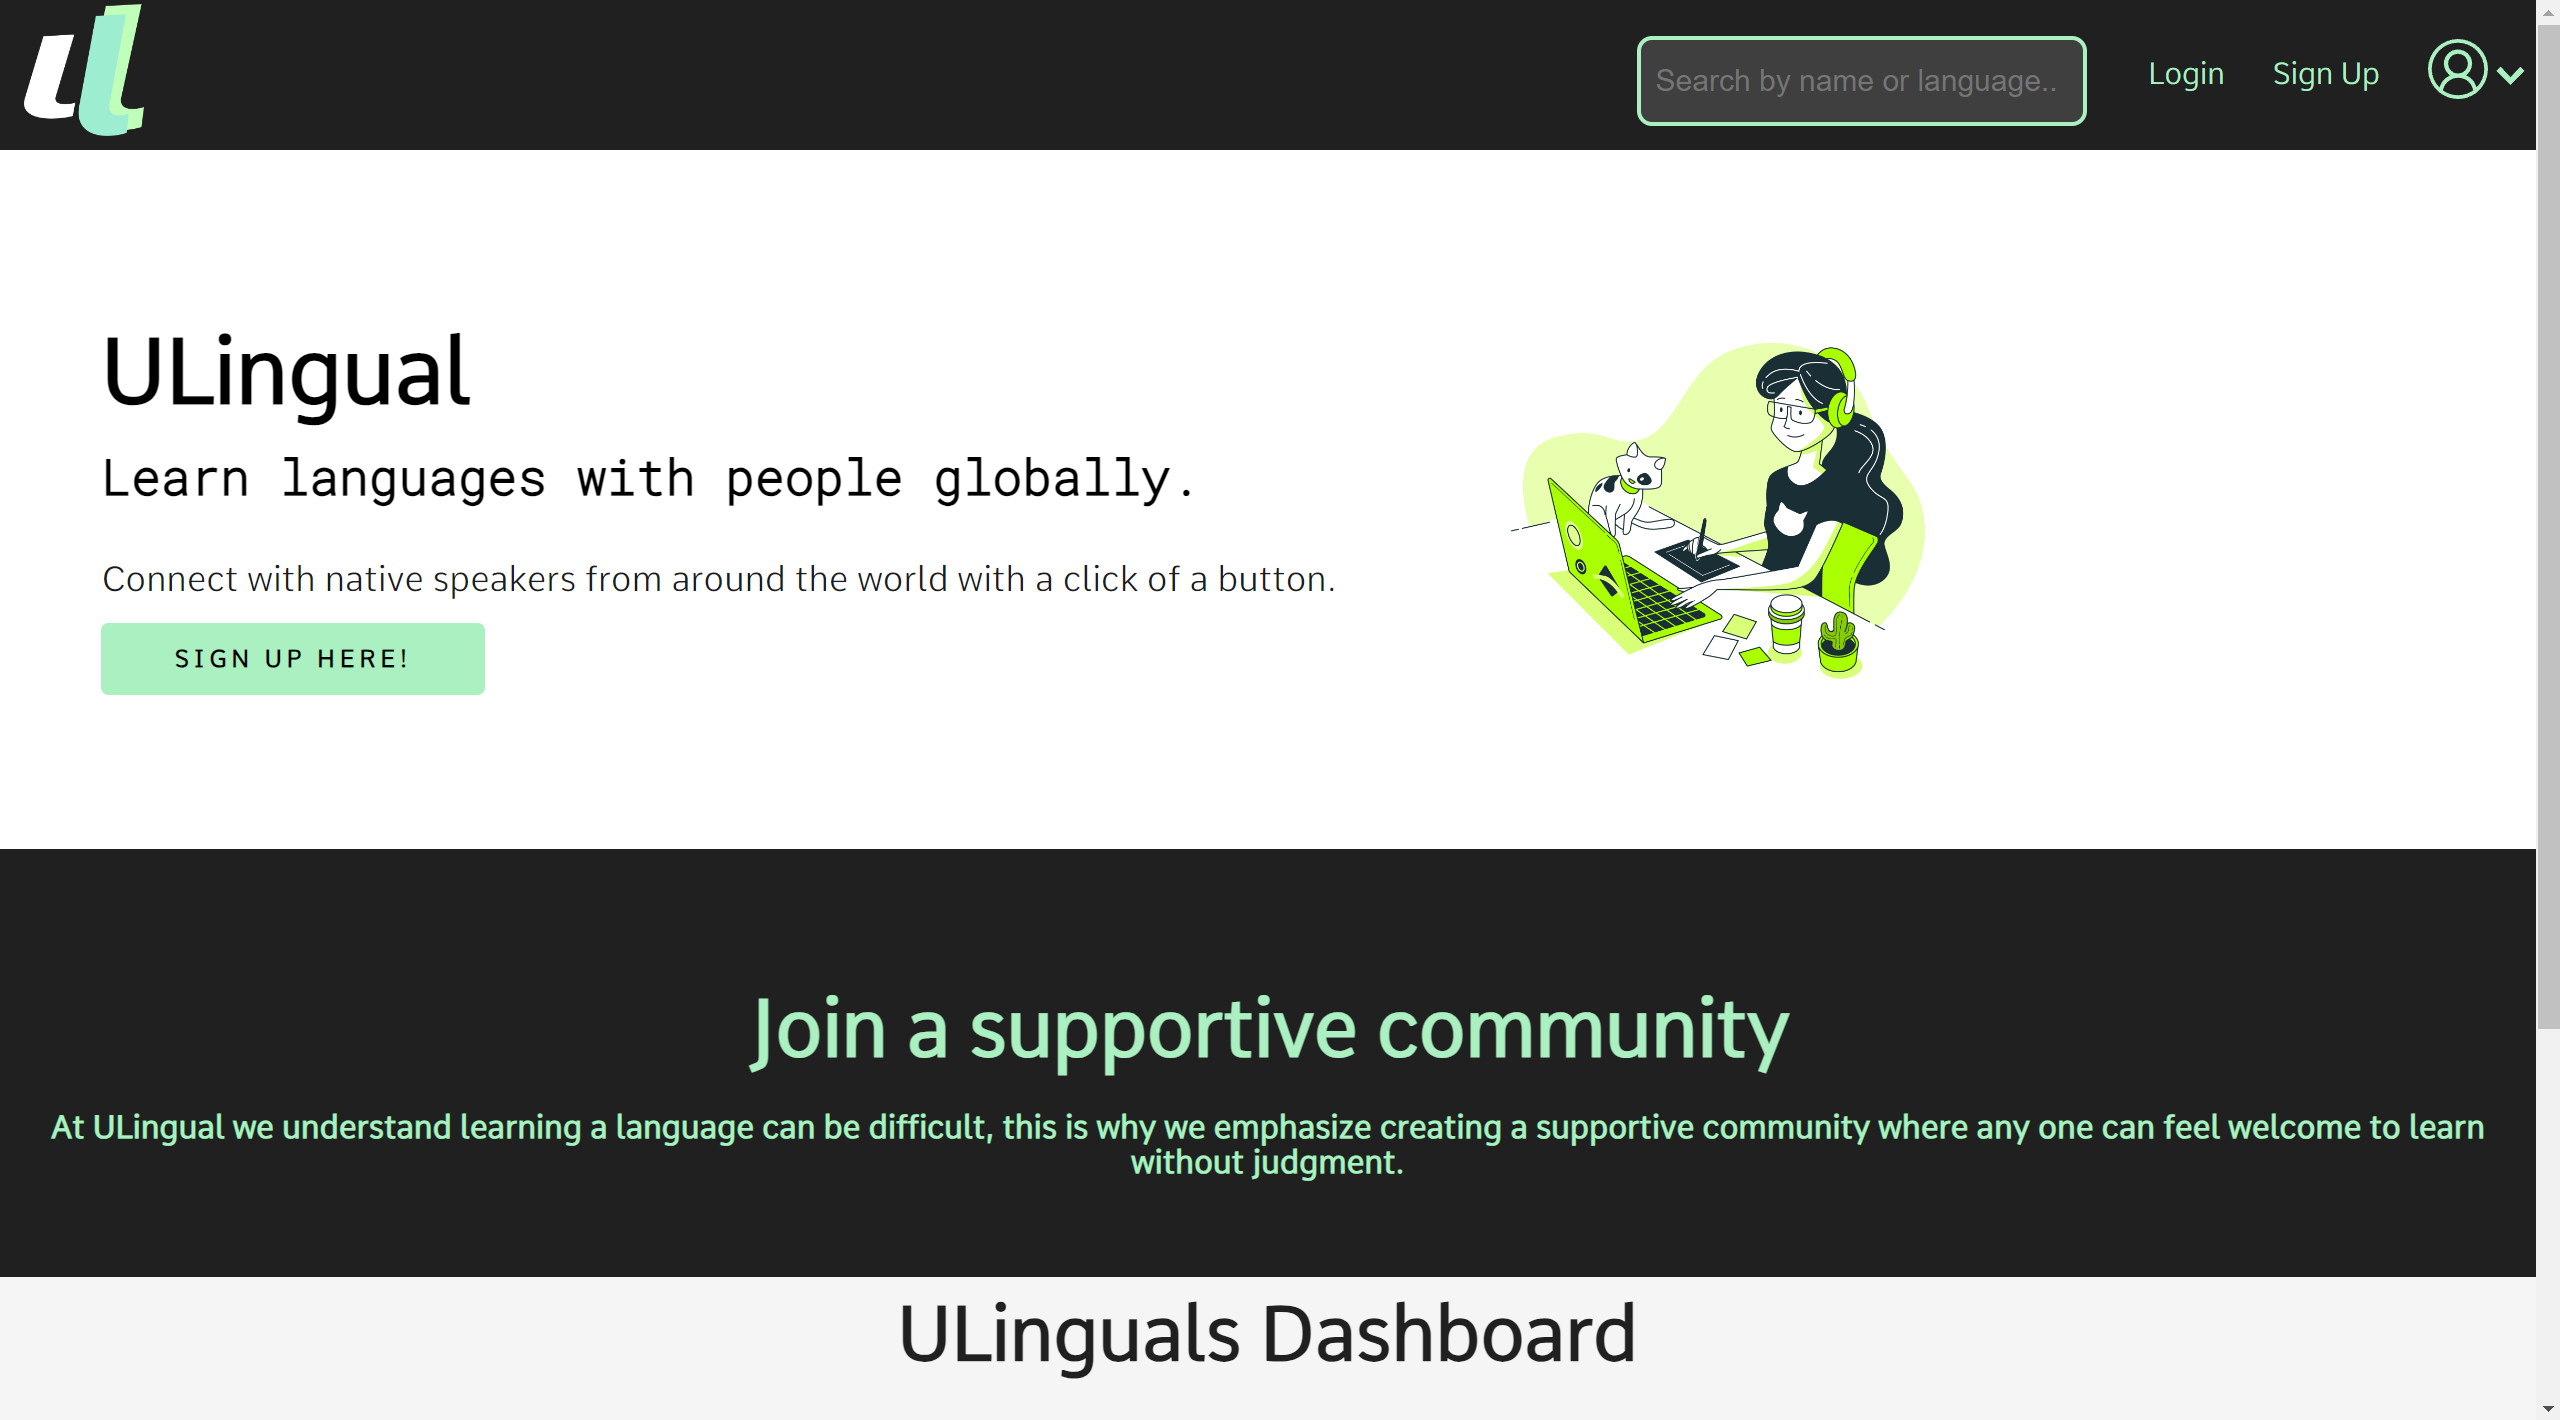 ul
Search by name or language..
Login
Sign Up
ULingual
Learn languages with people globally.
Connect with native speakers from around the world with a click of a button.
SIGN UP HERE!
Join a supportive community
At ULingual we understand learning a language can be difficult, this is why we emphasize creating a supportive community where any one can feel welcome to learn
without judgment.
ULinguals Dashboard